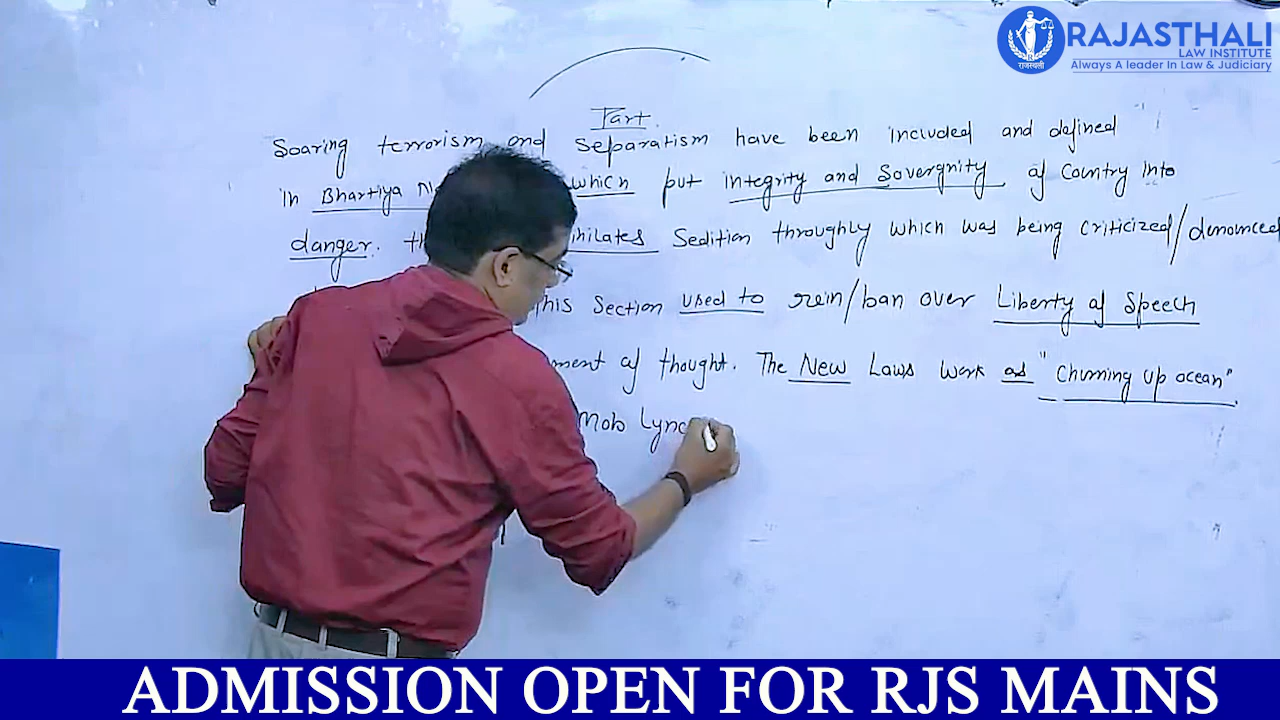 RAJASTHALI
LAW INSTITUTE
Always A leader In Law & Judiciary
राजस्थली
Part
Soaring terrorism and separatism have been included and defined
In Bhartiya which put integrity and Sovergnity of Country Into
danger. Sedition throughly which was being criticized/denounced
this Section used to rein/ban over Liberty of Speech
of thought. The New Laws work as "Churning up ocean"
Mob
ADMISSION OPEN FOR RJS MAINS